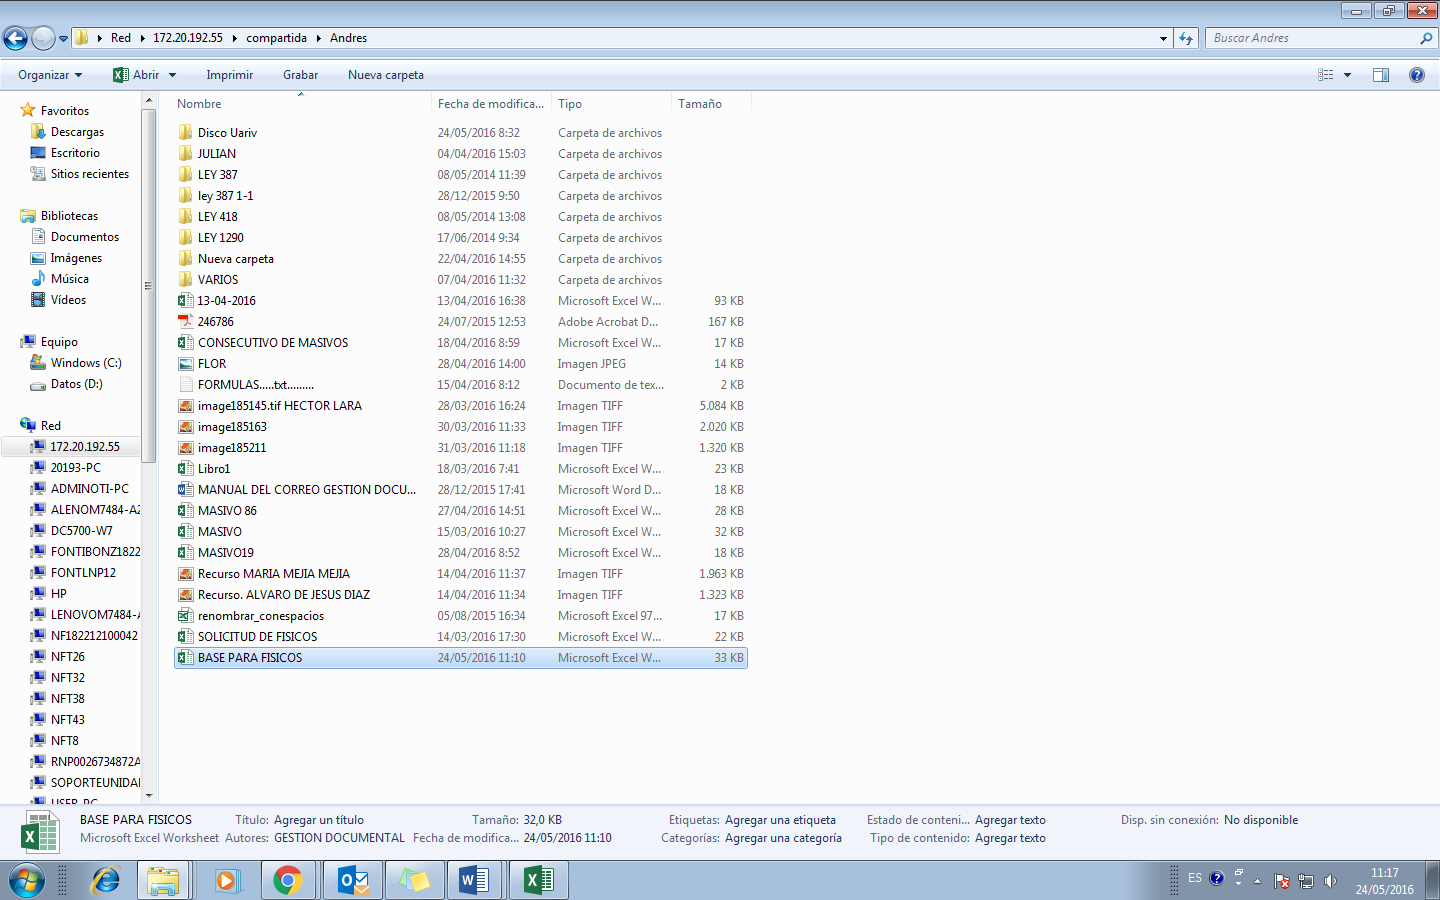 Red 172.20.192.55 compartida Andres
Buscar Andres
Organizar Abrir Imprimir Grabar Nueva carpeta
Favoritos
Descargas
Escritorio
Sitios recientes
Bibliotecas
Documentos
Imágenes
Música
Vídeos
Equipo
Windows (C:)
Datos (D:)
Red
172.20.192.55
20193-PC
ADMINOTI-PC
ALENOM7484-A2
DC5700-W7
FONTIBONZ1822
FONTLNP12
HP
LENOVOM7484-A
NF182212100042
NFT26
NFT32
NFT38
NFT43
NFT8
RNP0026734872A
SOPORTEUNIDAI
USER-PC
Nombre Fecha de modifica... Tipo Tamaño
Disco Uariv 24/05/2016 8:32 Carpeta de archivos
JULIAN 04/04/2016 15:03 Carpeta de archivos
LEY 387 08/05/2014 11:39 Carpeta de archivos
ley 387 1-1 28/12/2015 9:50 Carpeta de archivos
LEY 418 08/05/2014 13:08 Carpeta de archivos
LEY 1290 17/06/2014 9:34 Carpeta de archivos
Nueva carpeta 22/04/2016 14:55 Carpeta de archivos
VARIOS 07/04/2016 11:32 Carpeta de archivos
13-04-2016 13/04/2016 16:38 Microsoft Excel W... 93 KB
246786 24/07/2015 12:53 Adobe Acrobat D... 167 KB
CONSECUTIVO DE MASIVOS 18/04/2016 8:59 Microsoft Excel W... 17 KB
FLOR 28/04/2016 14:00 Imagen JPEG 14 KB
FORMULAS.....txt......... 15/04/2016 8:12 Documento de tex... 2 KB
image185145.tif HECTOR LARA 28/03/2016 16:24 Imagen TIFF 5.084 KB
image185163 30/03/2016 11:33 Imagen TIFF 2.020 KB
image185211 31/03/2016 11:18 Imagen TIFF 1.320 KB
Libro1 18/03/2016 7:41 Microsoft Excel W... 23 KB
MANUAL DEL CORREO GESTION DOCU... 28/12/2015 17:41 Microsoft Word D... 18 KB
MASIVO 86 27/04/2016 14:51 Microsoft Excel W... 28 KB
MASIVO 15/03/2016 10:27 Microsoft Excel W... 32 KB
MASIVO19 28/04/2016 8:52 Microsoft Excel W... 18 KB
Recurso MARIA MEJIA MEJIA 14/04/2016 11:37 Imagen TIFF 1.963 KB
Recurso. ALVARO DE JESUS DIAZ 14/04/2016 11:34 Imagen TIFF 1.323 KB
renombrar_conespacios 05/08/2015 16:34 Microsoft Excel 97... 17 KB
SOLICITUD DE FISICOS 14/03/2016 17:30 Microsoft Excel W... 22 KB
BASE PARA FISICOS 24/05/2016 11:10 Microsoft Excel W... 33 KB
BASE PARA FISICOS Título: Agregar un título Tamaño: 32,0 KB Etiquetas: Agregar una etiqueta Estado de conteni... Agregar texto Disp. sin conexión: No disponible
Microsoft Excel Worksheet Autores: GESTION DOCUMENTAL Fecha de modifica... 24/05/2016 11:10 Categorías: Agregar una categoría Tipo de contenido: Agregar texto
ES 11:17
24/05/2016